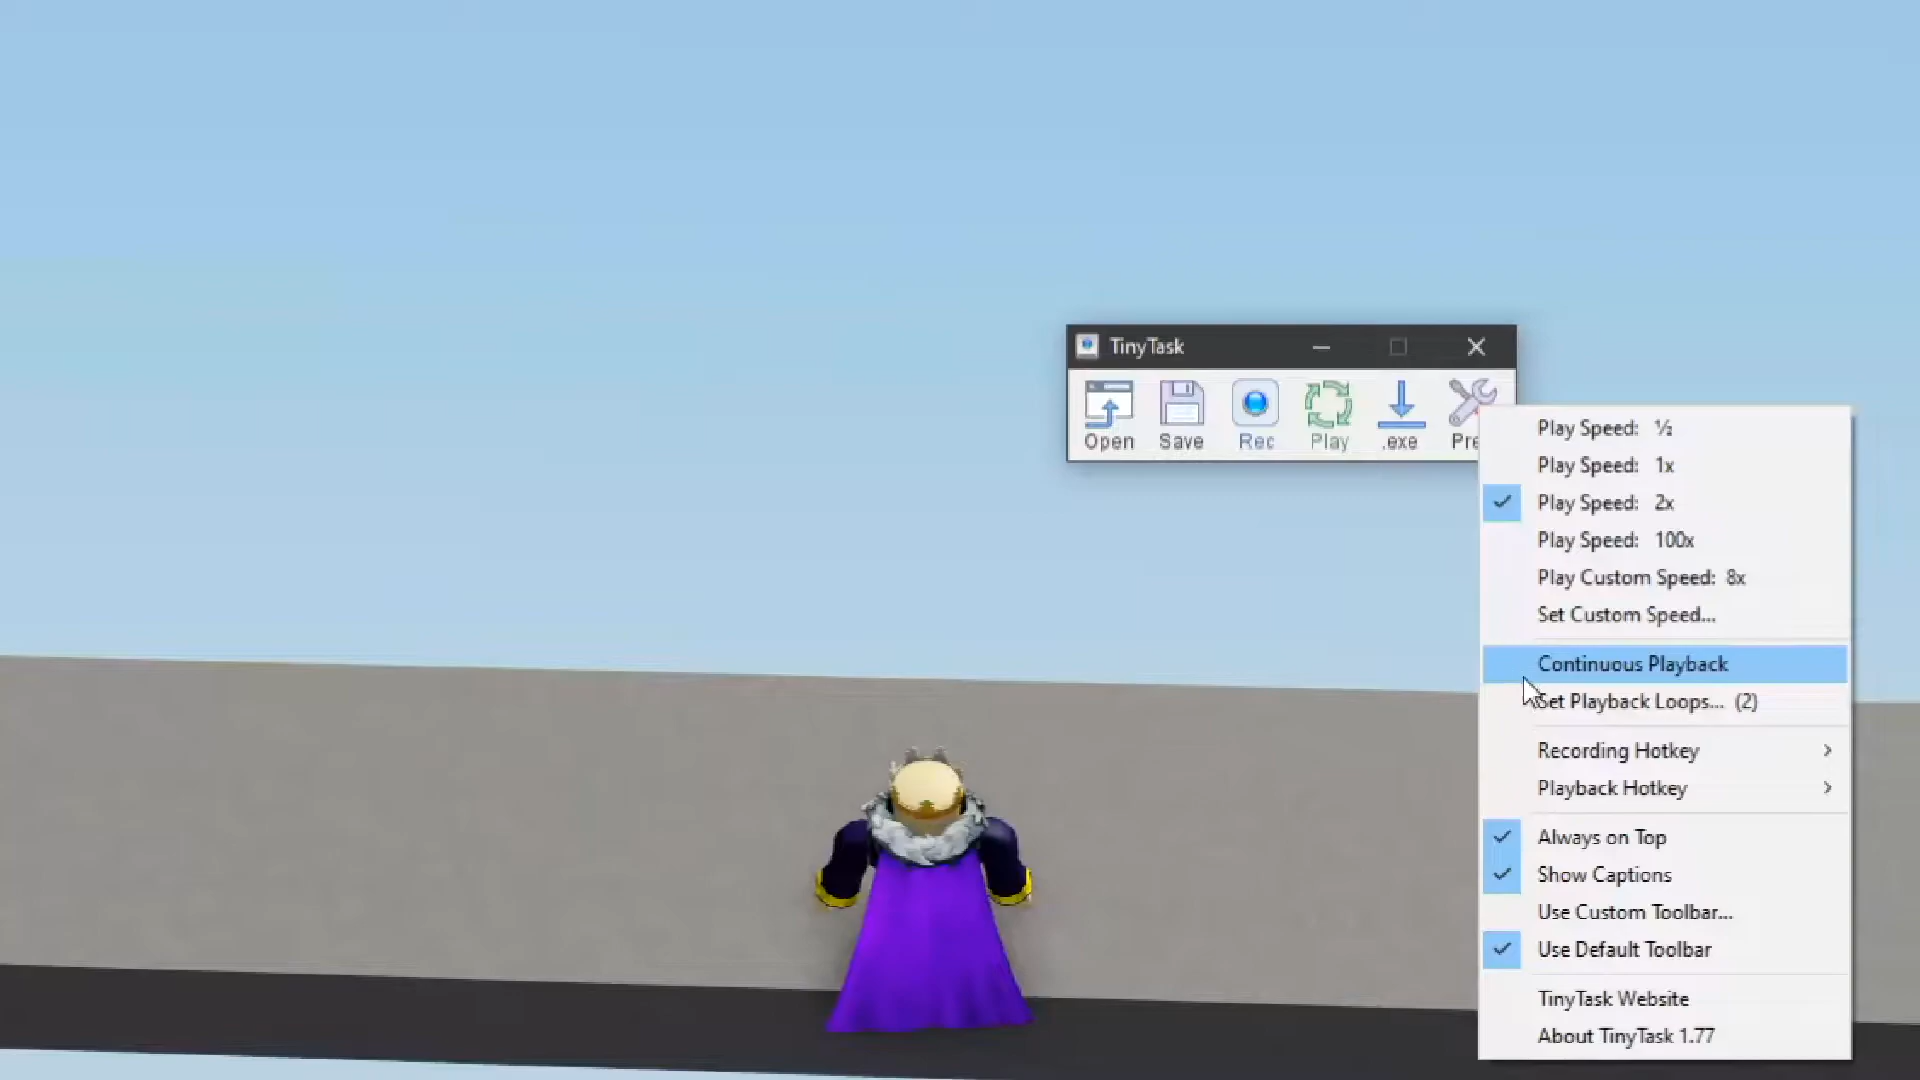 TinyTask
Open Save Rec Play .exe Pre
Play Speed: ½
Play Speed: 1x
Play Speed: 2x
Play Speed: 100x
Play Custom Speed: 8x
Set Custom Speed...
Continuous Playback
Set Playback Loops... (2)
Recording Hotkey
Playback Hotkey
Always on Top
Show Captions
Use Custom Toolbar...
Use Default Toolbar
TinyTask Website
About TinyTask 1.77